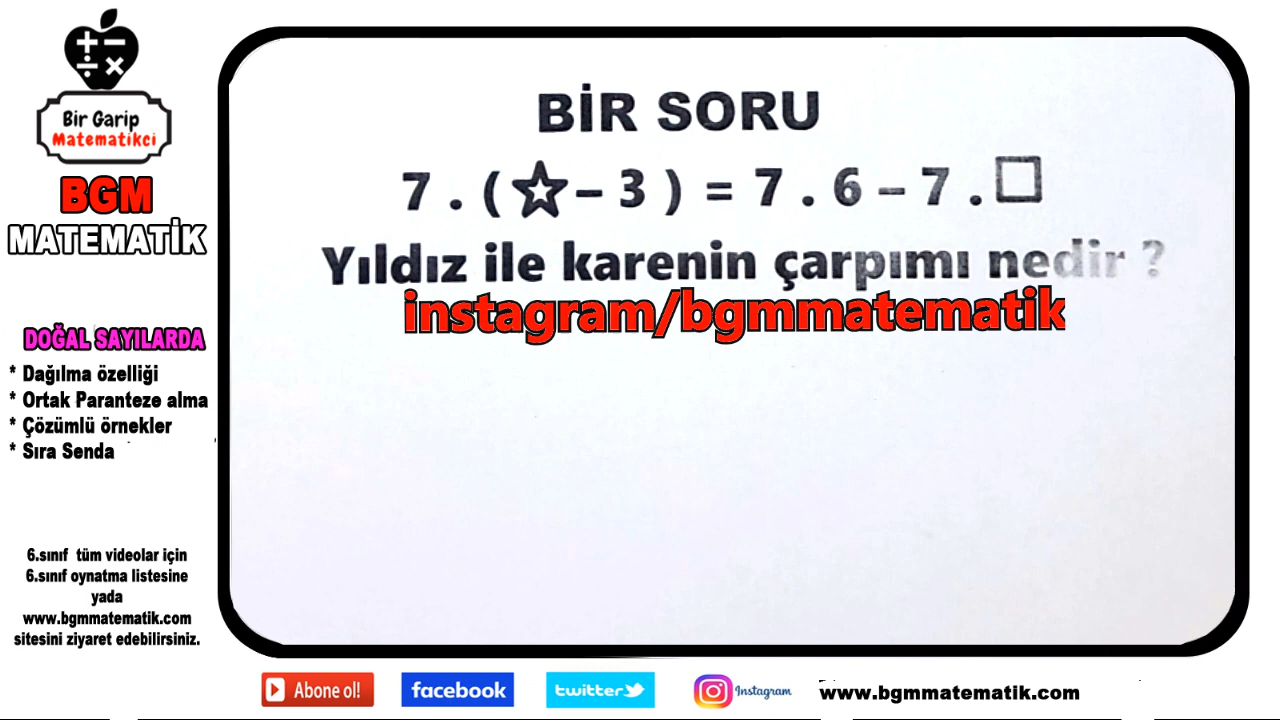 Bir Garip
Matematikci
BGM
MATEMATİK
DOĞAL SAYILARDA
* Dağılma özelliği
* Ortak Paranteze alma
* Çözümlü örnekler
* Sıra Senda
6.sınıf tüm videolar için
6.sınıf oynatma listesine
yada
www.bgmmatematik.com
sitesini ziyaret edebilirsiniz.
BİR SORU
7 . ( ☆ – 3 ) = 7 . 6 – 7 . □
Yıldız ile karenin çarpımı nedir ?
instagram/bgmmatematik
Abone ol! facebook twitter Instagram www.bgmmatematik.com